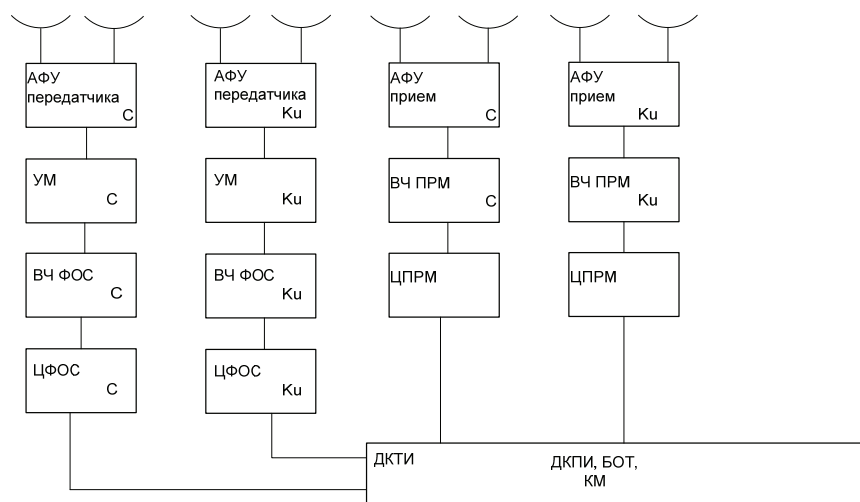 АФУ
передатчика
С
АФУ
передатчика
Ku
АФУ
прием
С
АФУ
прием
Ku
УМ
С
УМ
Ku
ВЧ ПРМ
С
ВЧ ПРМ
Ku
ВЧ ФОС
С
ВЧ ФОС
Ku
ЦПРМ
ЦПРМ
ЦФОС
С
ЦФОС
Ku
ДКТИ
ДКПИ, БОТ,
КМ